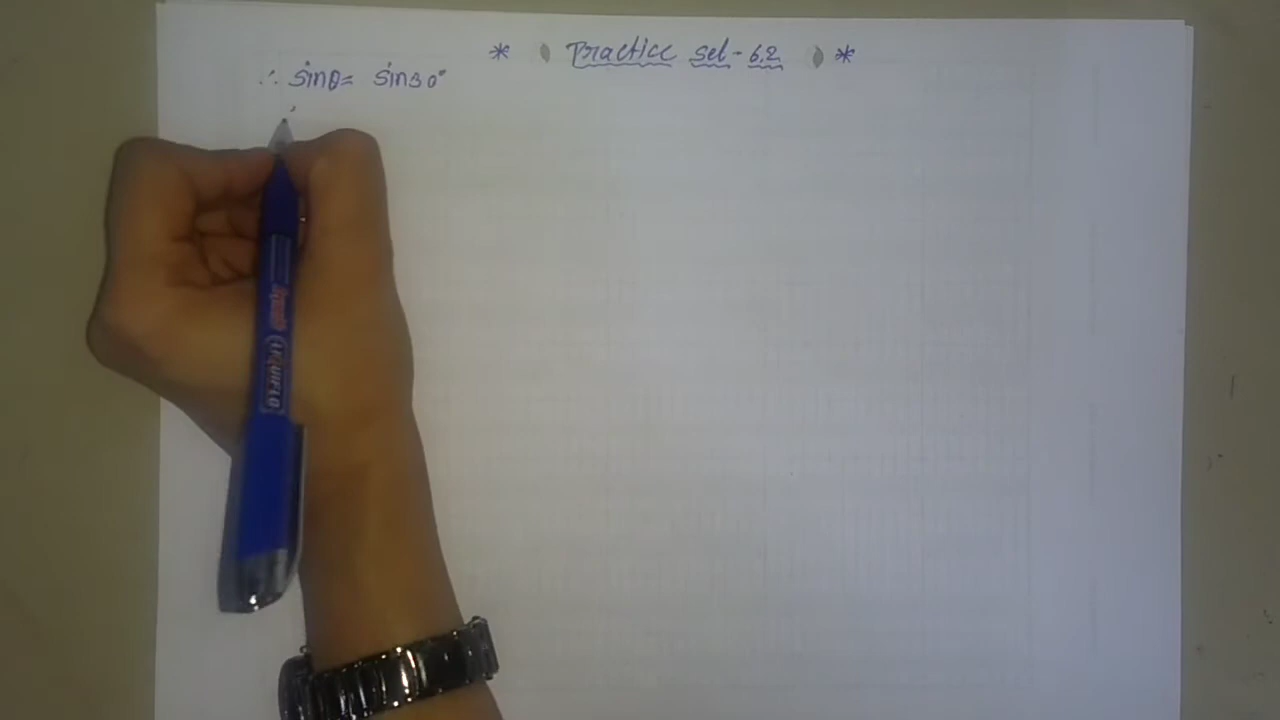 * Practice set - 6.2 *
∴ sinθ = sin30°